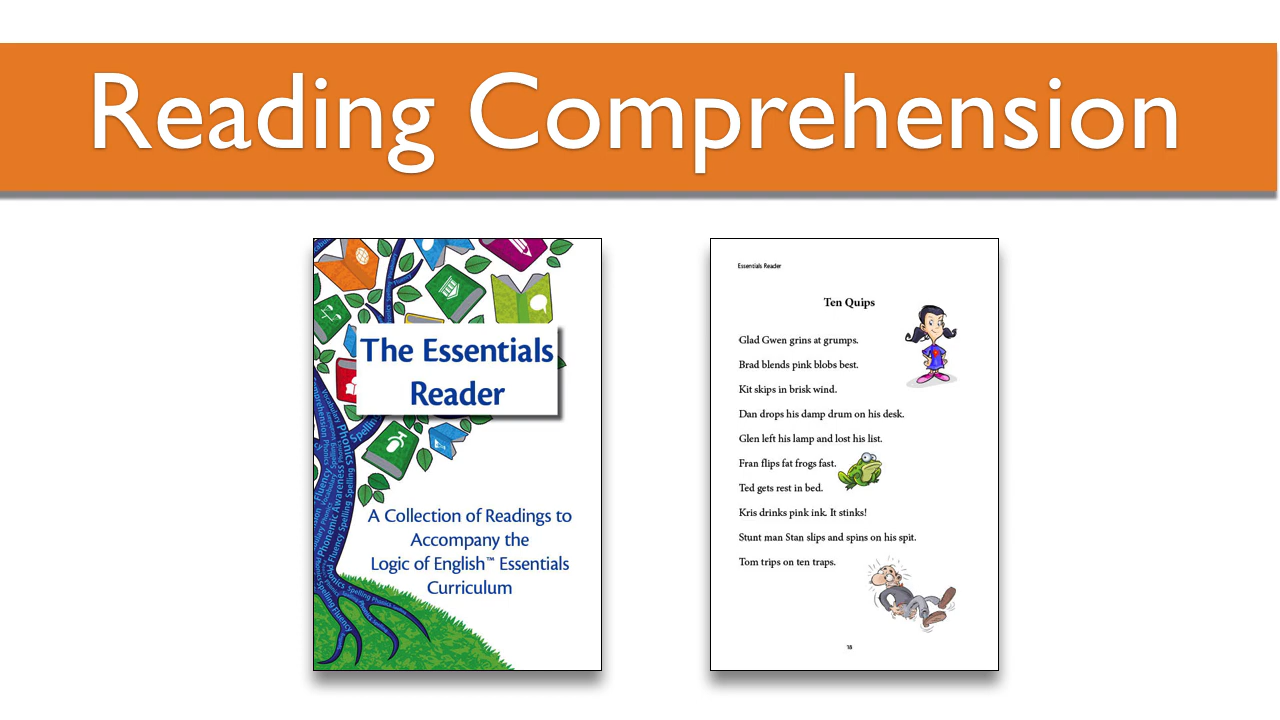 Reading Comprehension
The Essentials
Reader
A Collection of Readings to
Accompany the
Logic of English™ Essentials
Curriculum
Essentials Reader
Ten Quips
Glad Gwen grins at grumps.
Brad blends pink blobs best.
Kit skips in brisk wind.
Dan drops his damp drum on his desk.
Glen left his lamp and lost his list.
Fran flips fat frogs fast.
Ted gets rest in bed.
Kris drinks pink ink. It stinks!
Stunt man Stan slips and spins on his spit.
Tom trips on ten traps.
18